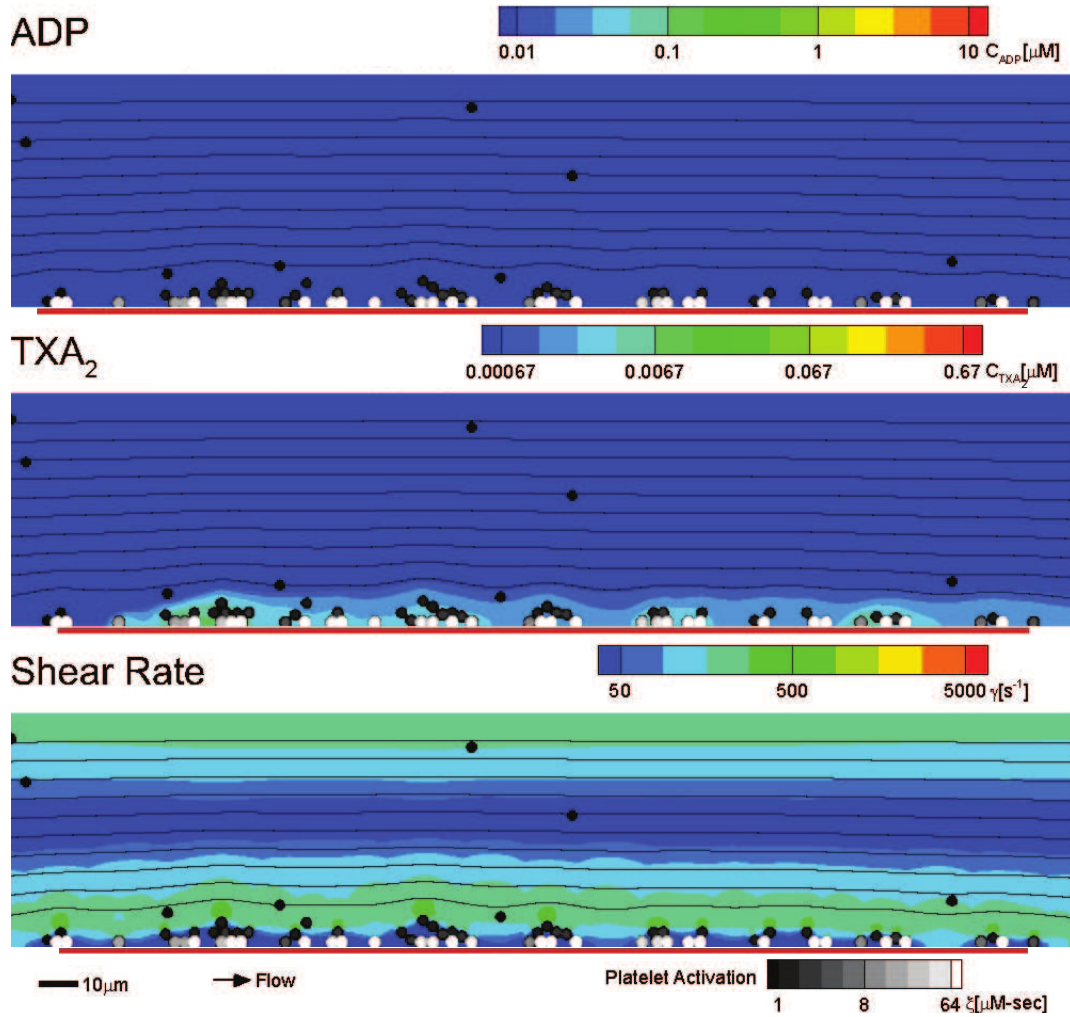 ADP
0.01 0.1 1 10 C_ADP[μM]
TXA₂
0.00067 0.0067 0.067 0.67 C_TXA₂[μM]
Shear Rate
50 500 5000 γ[s⁻¹]
10μm Flow Platelet Activation
1 8 64 ξ[μM-sec]